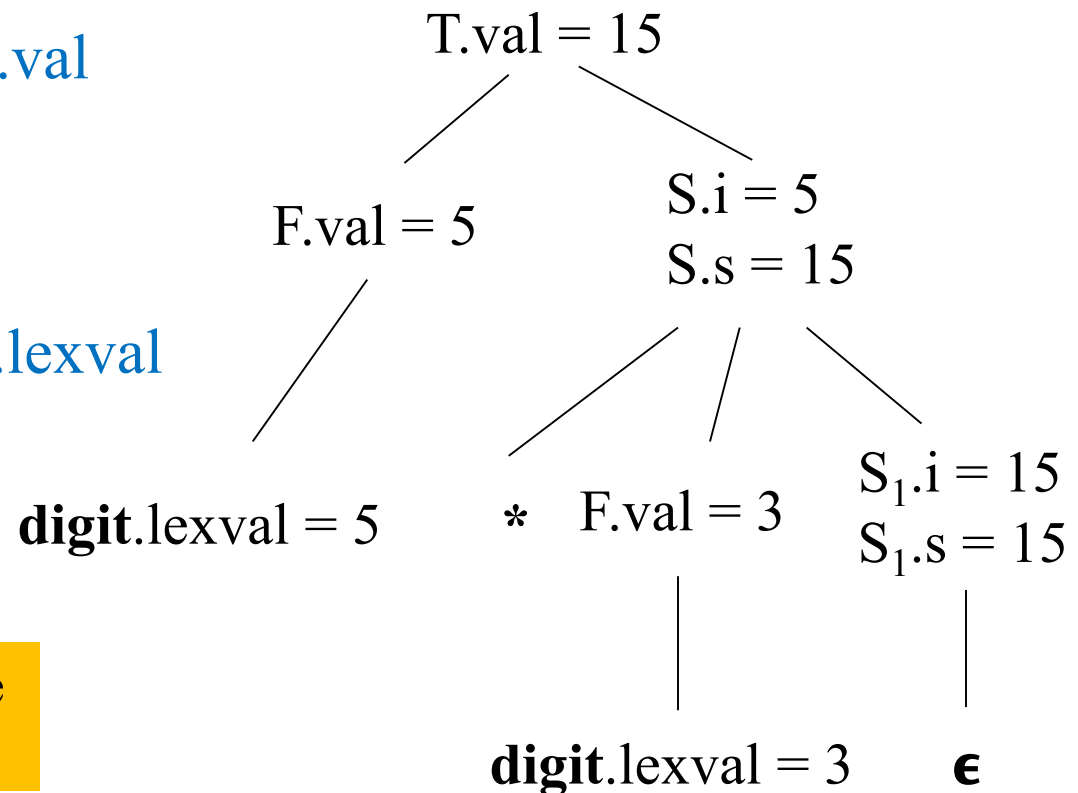 .val
T.val = 15
F.val = 5
S.i = 5
S.s = 15
.lexval
digit.lexval = 5
*
F.val = 3
S₁.i = 15
S₁.s = 15
e
digit.lexval = 3
ϵ